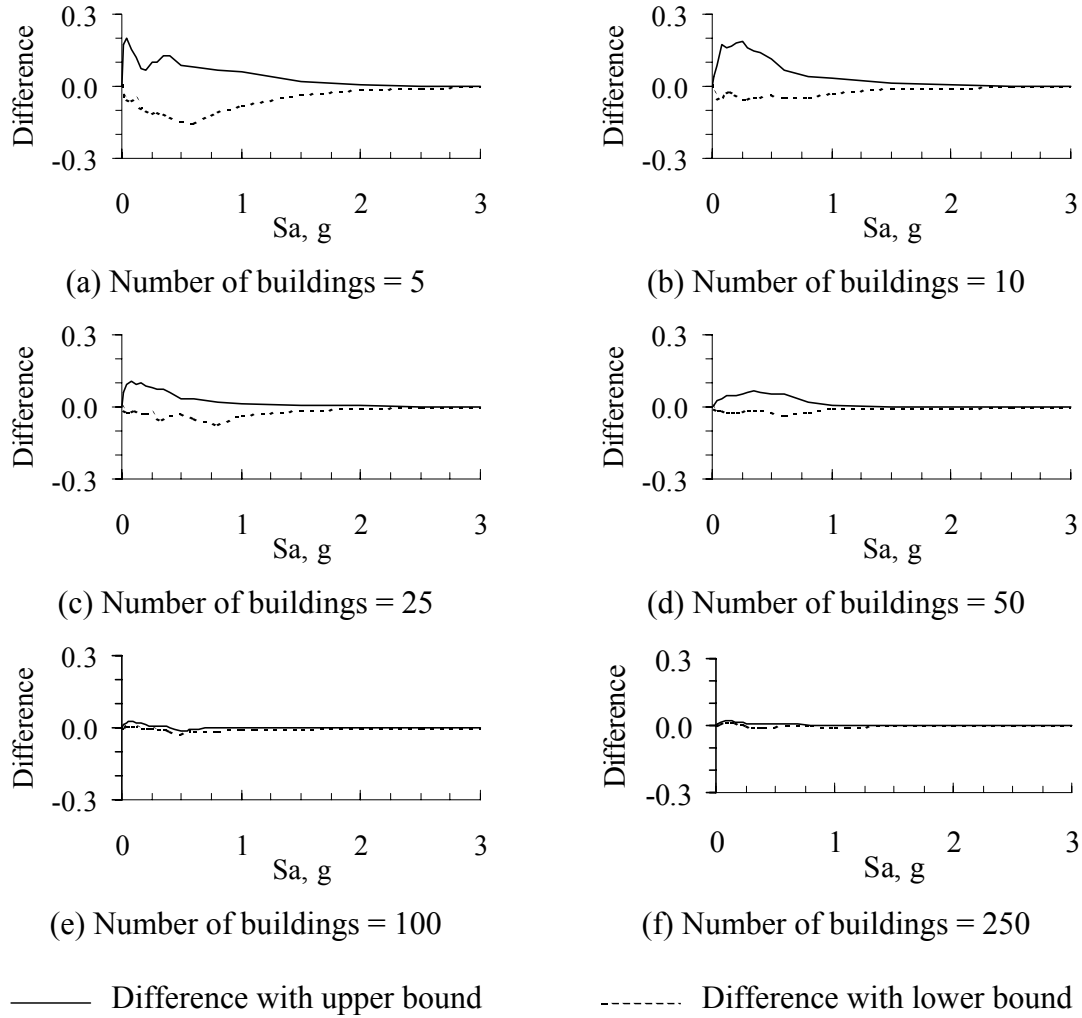 0.3
0.0
-0.3
Difference
0 1 2 3
Sa, g
(a) Number of buildings = 5
0.3
0.0
-0.3
Difference
0 1 2 3
Sa, g
(b) Number of buildings = 10
0.3
0.0
-0.3
Difference
0 1 2 3
Sa, g
(c) Number of buildings = 25
0.3
0.0
-0.3
Difference
0 1 2 3
Sa, g
(d) Number of buildings = 50
0.3
0.0
-0.3
Difference
0 1 2 3
Sa, g
(e) Number of buildings = 100
0.3
0.0
-0.3
Difference
0 1 2 3
Sa, g
(f) Number of buildings = 250
Difference with upper bound
Difference with lower bound